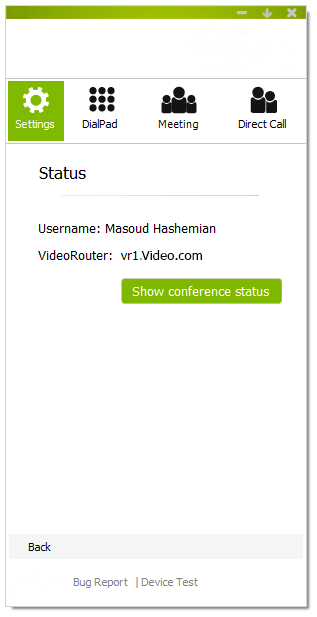 Settings DialPad Meeting Direct Call
Status
Username: Masoud Hashemian
VideoRouter: vr1.Video.com
Show conference status
Back
Bug Report | Device Test